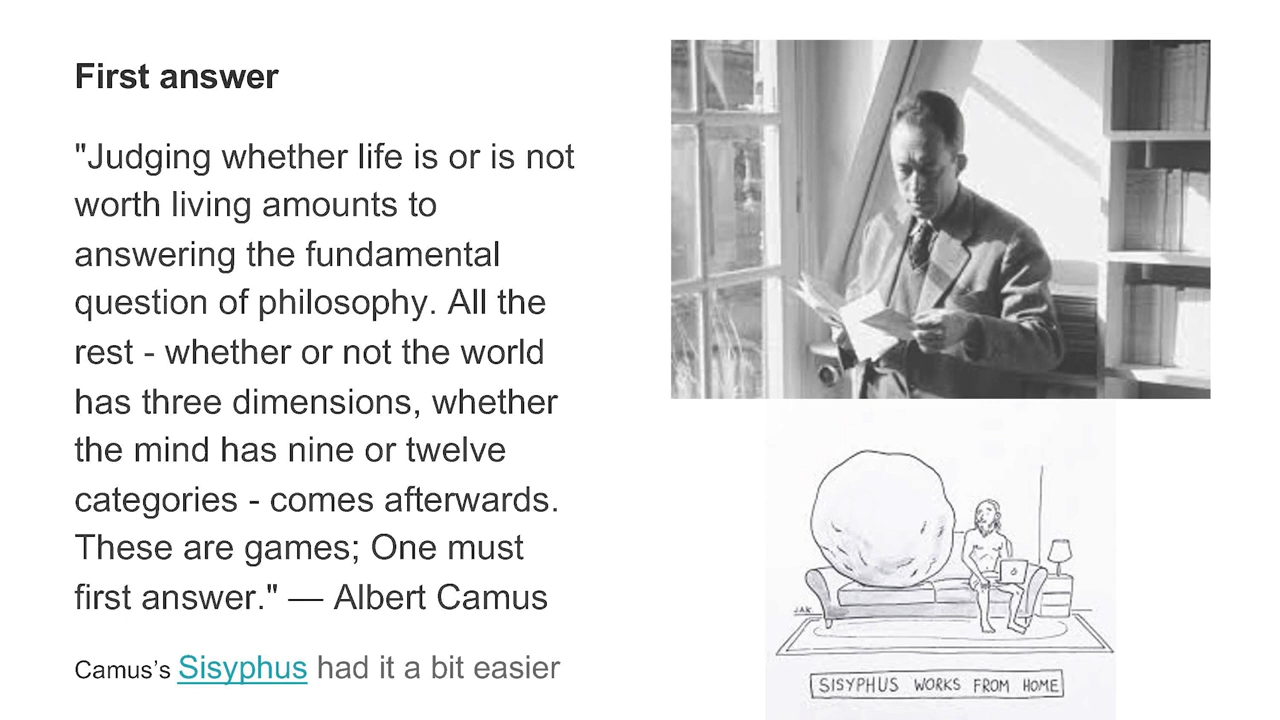 First answer
"Judging whether life is or is not
worth living amounts to
answering the fundamental
question of philosophy. All the
rest - whether or not the world
has three dimensions, whether
the mind has nine or twelve
categories - comes afterwards.
These are games; One must
first answer." — Albert Camus
Camus’s Sisyphus had it a bit easier
JAK.
SISYPHUS WORKS FROM HOME